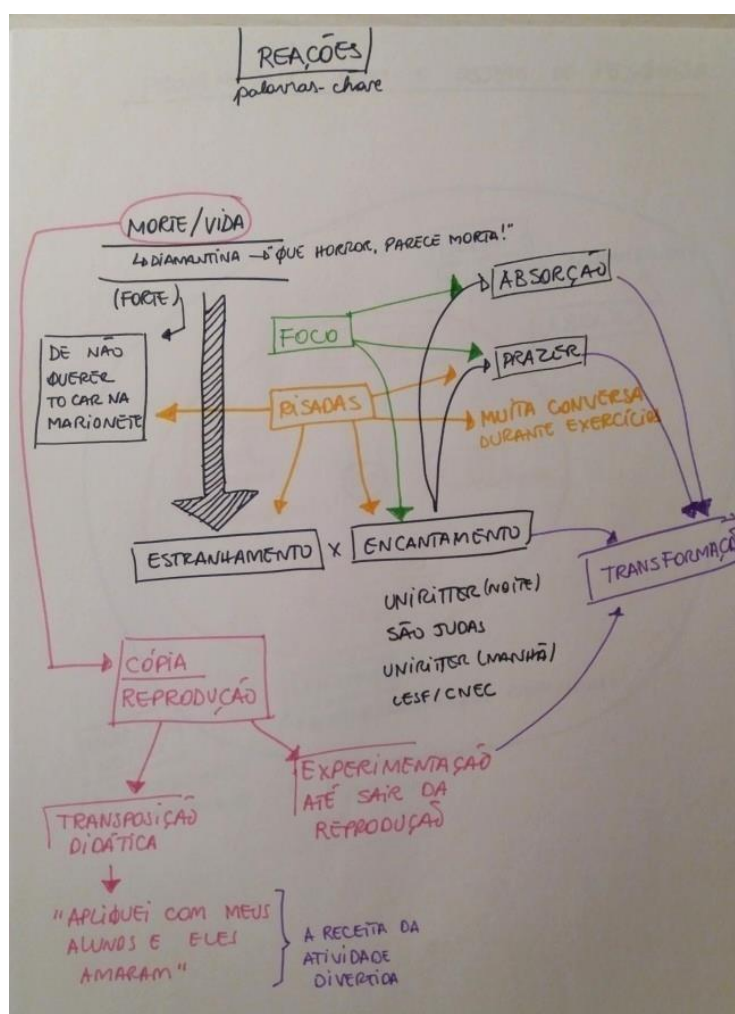 REAÇÕES
palavras-chave
MORTE/VIDA
↳DIAMANTINA → "QUE HORROR, PARECE MORTA!"
(FORTE)
DE NÃO
QUERER
TOCAR NA
MARIONETE
FOCO
ABSORÇÃO
PRAZER
RISADAS
MUITA CONVERSA
DURANTE EXERCÍCIOS
ESTRANHAMENTO X ENCANTAMENTO
TRANSFORMAÇÃO
UNIRITTER (NOITE)
SÃO JUDAS
UNIRITTER (MANHÃ)
/CNEC
CÓPIA
REPRODUÇÃO
EXPERIMENTAÇÃO
ATÉ SAIR DA
REPRODUÇÃO
TRANSPOSIÇÃO
DIDÁTICA
"APLIQUEI COM MEUS
ALUNOS E ELES
AMARAM"
A RECEITA DA
ATIVIDADE
DIVERTIDA